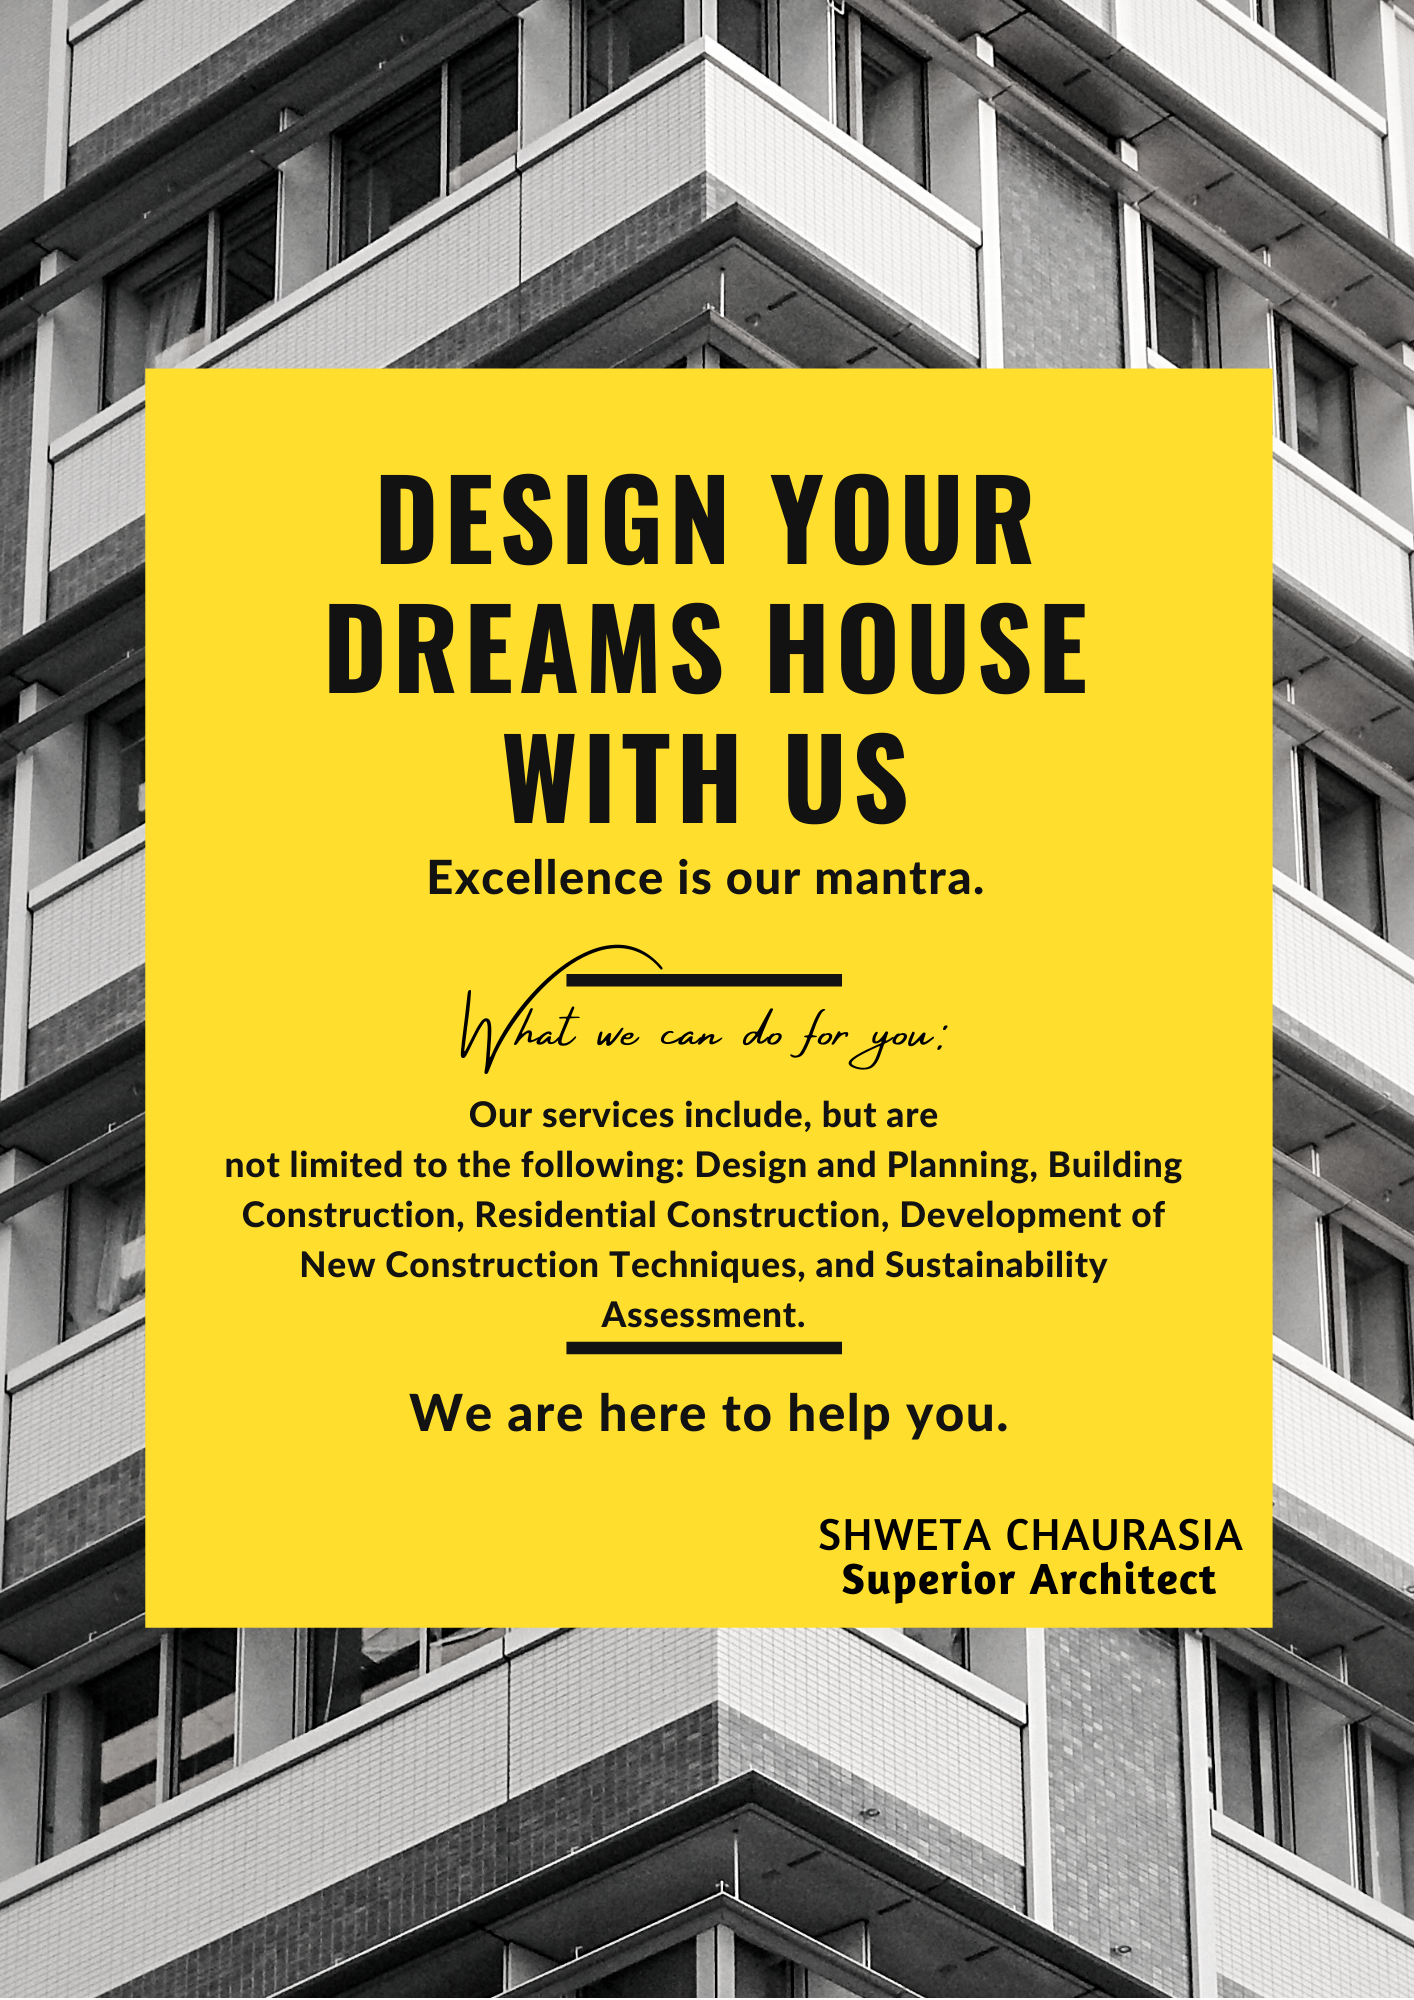 DESIGN YOUR
DREAMS HOUSE
WITH US
Excellence is our mantra.
What we can do for you:
Our services include, but are
not limited to the following: Design and Planning, Building
Construction, Residential Construction, Development of
New Construction Techniques, and Sustainability
Assessment.
We are here to help you.
SHWETA CHAURASIA
Superior Architect